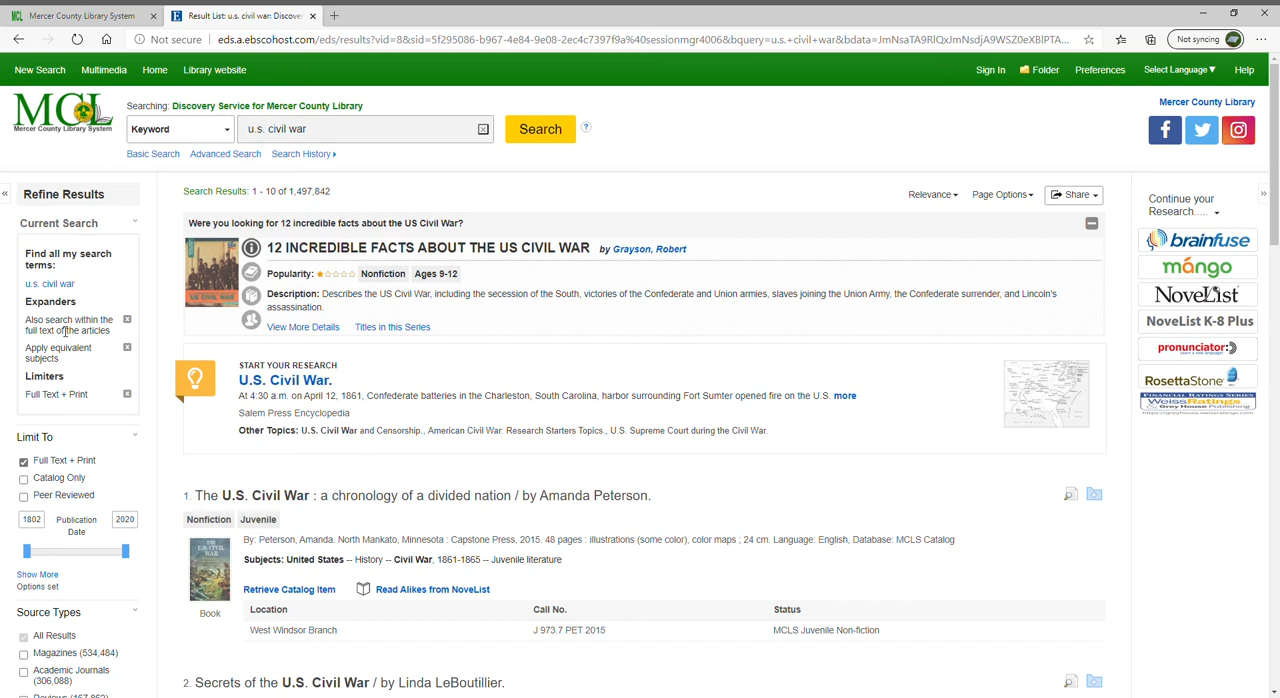 MCL Mercer County Library System
Result List: u.s. civil war: Discove
Not secure | eds.a.ebscohost.com/eds/results?vid=8&sid=5f295086-b967-4e84-9e08-2ec4c7397f9a%40sessionmgr4006&bquery=u.s.+civil+war&bdata=JmNsaTA9RlQxJmNsdjA9WSZ0eXBlPTA...
Not syncing
New Search Multimedia Home Library website
Sign In Folder Preferences Select Language▼ Help
MCL
Mercer County Library System
Searching: Discovery Service for Mercer County Library
Keyword
u.s. civil war
Search
Basic Search Advanced Search Search History
Mercer County Library
Refine Results
Current Search
Find all my search
terms:
u.s. civil war
Expanders
Also search within the
full text of the articles
Apply equivalent
subjects
Limiters
Full Text + Print
Limit To
Full Text + Print
Catalog Only
Peer Reviewed
1802 Publication Date 2020
Show More
Options set
Source Types
All Results
Magazines (534,484)
Academic Journals
(306,088)
Reviews (167,862)
Search Results: 1 - 10 of 1,497,842
Relevance Page Options Share
Were you looking for 12 incredible facts about the US Civil War?
12 INCREDIBLE FACTS ABOUT THE US CIVIL WAR by Grayson, Robert
Popularity: Nonfiction Ages 9-12
Description: Describes the US Civil War, including the secession of the South, victories of the Confederate and Union armies, slaves joining the Union Army, the Confederate surrender, and Lincoln's
assassination.
View More Details Titles in this Series
START YOUR RESEARCH
U.S. Civil War.
At 4:30 a.m. on April 12, 1861, Confederate batteries in the Charleston, South Carolina, harbor surrounding Fort Sumter opened fire on the U.S. more
Salem Press Encyclopedia
Other Topics: U.S. Civil War and Censorship., American Civil War: Research Starters Topics., U.S. Supreme Court during the Civil War.
1. The U.S. Civil War : a chronology of a divided nation / by Amanda Peterson.
Nonfiction Juvenile
By: Peterson, Amanda. North Mankato, Minnesota : Capstone Press, 2015. 48 pages : illustrations (some color), color maps ; 24 cm. Language: English, Database: MCLS Catalog
Subjects: United States -- History -- Civil War, 1861-1865 -- Juvenile literature
Book
Retrieve Catalog Item Read Alikes from NoveList
Location Call No. Status
West Windsor Branch J 973.7 PET 2015 MCLS Juvenile Non-fiction
2. Secrets of the U.S. Civil War / by Linda LeBoutillier.
Continue your
Research.....
brainfuse
mango
NoveList
NoveList K-8 Plus
pronunciator
RosettaStone
FINANCIAL RATINGS SERIES
WeissRatings
GREY HOUSE PUBLISHING